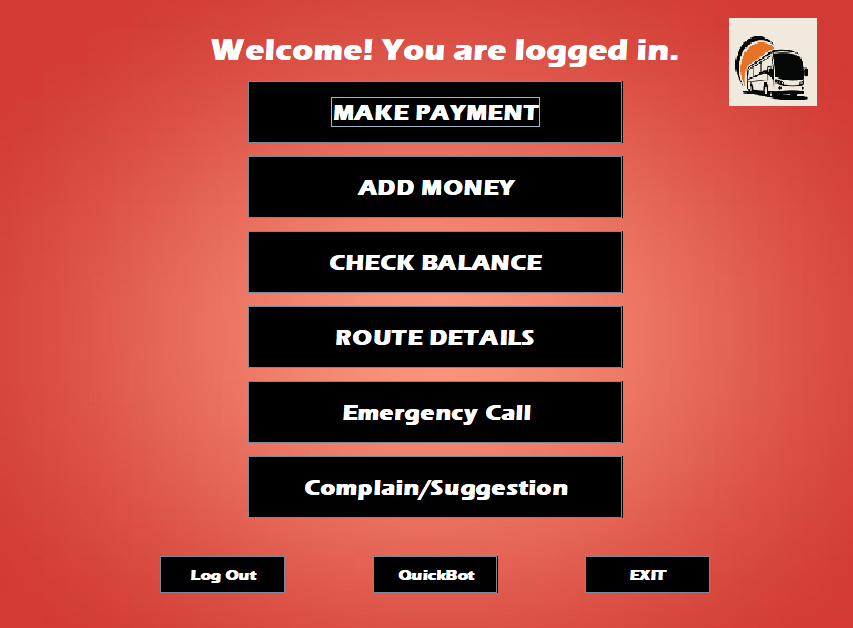 Welcome! You are logged in.
MAKE PAYMENT
ADD MONEY
CHECK BALANCE
ROUTE DETAILS
Emergency Call
Complain/Suggestion
Log Out
QuickBot
EXIT